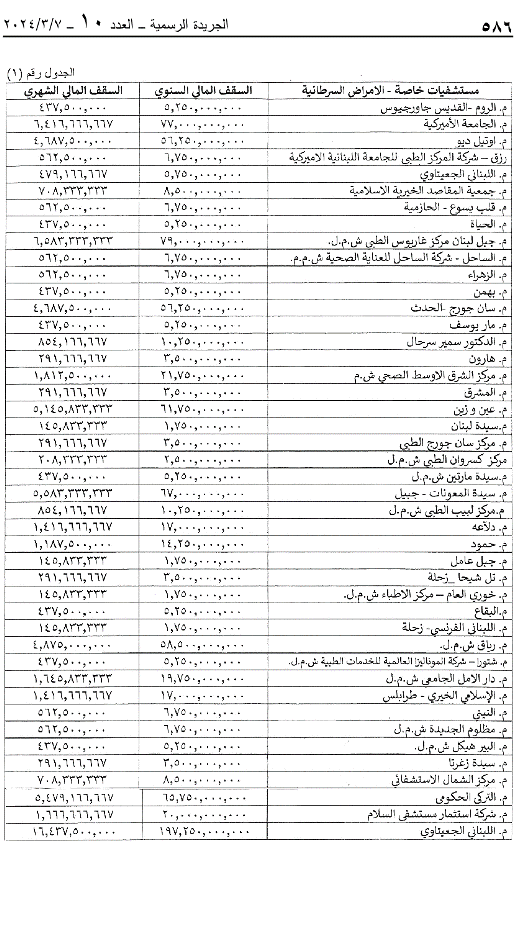 ٥٨٦
الجريدة الرسمية ــ العدد ١٠ ــ ٢٠٢٤/٣/٧
الجدول رقم (١)
مستشفيات خاصة - الامراض السرطانية السقف المالي السنوي السقف المالي الشهري
م. الروم -القديس جاورجيوس ٥,٢٥٠,٠٠٠,٠٠٠ ٤٣٧,٥٠٠,٠٠٠
م. الجامعة الأميركية ٧٧,٠٠٠,٠٠٠,٠٠٠ ٦,٤١٦,٦٦٦,٦٦٧
م. اوتيل ديو ٥٦,٢٥٠,٠٠٠,٠٠٠ ٤,٦٨٧,٥٠٠,٠٠٠
رزق – شركة المركز الطبي للجامعة اللبنانية الاميركية ٦,٧٥٠,٠٠٠,٠٠٠ ٥٦٢,٥٠٠,٠٠٠
م. اللبناني الجعيتاوي ٥,٧٥٠,٠٠٠,٠٠٠ ٤٧٩,١٦٦,٦٦٧
م. جمعية المقاصد الخيرية الاسلامية ٨,٥٠٠,٠٠٠,٠٠٠ ٧٠٨,٣٣٣,٣٣٣
م. قلب يسوع - الحازمية ٦,٧٥٠,٠٠٠,٠٠٠ ٥٦٢,٥٠٠,٠٠٠
م. الحياة ٥,٢٥٠,٠٠٠,٠٠٠ ٤٣٧,٥٠٠,٠٠٠
م. جبل لبنان مركز غاريوس الطبي ش.م.ل. ٧٩,٠٠٠,٠٠٠,٠٠٠ ٦,٥٨٣,٣٣٣,٣٣٣
م. الساحل - شركة الساحل للعناية الصحية ش.م.م. ٦,٧٥٠,٠٠٠,٠٠٠ ٥٦٢,٥٠٠,٠٠٠
م. الزهراء ٦,٧٥٠,٠٠٠,٠٠٠ ٥٦٢,٥٠٠,٠٠٠
م. بهمن ٥,٢٥٠,٠٠٠,٠٠٠ ٤٣٧,٥٠٠,٠٠٠
م. سان جورج -الحدث ٥٦,٢٥٠,٠٠٠,٠٠٠ ٤,٦٨٧,٥٠٠,٠٠٠
م. مار يوسف ٥,٢٥٠,٠٠٠,٠٠٠ ٤٣٧,٥٠٠,٠٠٠
م. الدكتور سمير سرحال ١٠,٢٥٠,٠٠٠,٠٠٠ ٨٥٤,١٦٦,٦٦٧
م. هارون ٣,٥٠٠,٠٠٠,٠٠٠ ٢٩١,٦٦٦,٦٦٧
م. مركز الشرق الاوسط الصحي ش.م ٢١,٧٥٠,٠٠٠,٠٠٠ ١,٨١٢,٥٠٠,٠٠٠
م. المشرق ٣,٥٠٠,٠٠٠,٠٠٠ ٢٩١,٦٦٦,٦٦٧
م. عين و زين ٦١,٧٥٠,٠٠٠,٠٠٠ ٥,١٤٥,٨٣٣,٣٣٣
م.سيدة لبنان ١,٧٥٠,٠٠٠,٠٠٠ ١٤٥,٨٣٣,٣٣٣
م. مركز سان جورج الطبي ٣,٥٠٠,٠٠٠,٠٠٠ ٢٩١,٦٦٦,٦٦٧
مركز كسروان الطبي ش.م.ل ٢,٥٠٠,٠٠٠,٠٠٠ ٢٠٨,٣٣٣,٣٣٣
م.سيدة مارتين ش.م.ل ٥,٢٥٠,٠٠٠,٠٠٠ ٤٣٧,٥٠٠,٠٠٠
م. سيدة المعونات - جبيل ٦٧,٠٠٠,٠٠٠,٠٠٠ ٥,٥٨٣,٣٣٣,٣٣٣
م.مركز لبيب الطبي ش.م.ل ١٠,٢٥٠,٠٠٠,٠٠٠ ٨٥٤,١٦٦,٦٦٧
م. دلاعه ١٧,٠٠٠,٠٠٠,٠٠٠ ١,٤١٦,٦٦٦,٦٦٧
م. حمود ١٤,٢٥٠,٠٠٠,٠٠٠ ١,١٨٧,٥٠٠,٠٠٠
م. جبل عامل ١,٧٥٠,٠٠٠,٠٠٠ ١٤٥,٨٣٣,٣٣٣
م. تل شيحا _زحلة ٣,٥٠٠,٠٠٠,٠٠٠ ٢٩١,٦٦٦,٦٦٧
م. خوري العام – مركز الاطباء ش.م.ل. ١,٧٥٠,٠٠٠,٠٠٠ ١٤٥,٨٣٣,٣٣٣
م.البقاع ٥,٢٥٠,٠٠٠,٠٠٠ ٤٣٧,٥٠٠,٠٠٠
م. اللبناني الفرنسي- زحلة ١,٧٥٠,٠٠٠,٠٠٠ ١٤٥,٨٣٣,٣٣٣
م. رياق ش.م.ل. ٥٨,٥٠٠,٠٠٠,٠٠٠ ٤,٨٧٥,٠٠٠,٠٠٠
م. شتورا– شركة الموناليزا العالمية للخدمات الطبية ش.م.ل. ٥,٢٥٠,٠٠٠,٠٠٠ ٤٣٧,٥٠٠,٠٠٠
م. دار الامل الجامعي ش.م.ل ١٩,٧٥٠,٠٠٠,٠٠٠ ١,٦٤٥,٨٣٣,٣٣٣
م. الإسلامي الخيري - طرابلس ١٧,٠٠٠,٠٠٠,٠٠٠ ١,٤١٦,٦٦٦,٦٦٧
م. النيني ٦,٧٥٠,٠٠٠,٠٠٠ ٥٦٢,٥٠٠,٠٠٠
م. مظلوم الجديدة ش.م.ل ٦,٧٥٠,٠٠٠,٠٠٠ ٥٦٢,٥٠٠,٠٠٠
م. البير هيكل ش.م.ل. ٥,٢٥٠,٠٠٠,٠٠٠ ٤٣٧,٥٠٠,٠٠٠
م. سيدة زغرتا ٣,٥٠٠,٠٠٠,٠٠٠ ٢٩١,٦٦٦,٦٦٧
م. مركز الشمال الاستشفائي ٨,٥٠٠,٠٠٠,٠٠٠ ٧٠٨,٣٣٣,٣٣٣
م. التركي الحكومي ٦٥,٧٥٠,٠٠٠,٠٠٠ ٥,٤٧٩,١٦٦,٦٦٧
م. شركة استثمار مستشفى السلام ٢٠,٠٠٠,٠٠٠,٠٠٠ ١,٦٦٦,٦٦٦,٦٦٧
م. اللبناني الجعيتاوي ١٩٧,٢٥٠,٠٠٠,٠٠٠ ١٦,٤٣٧,٥٠٠,٠٠٠